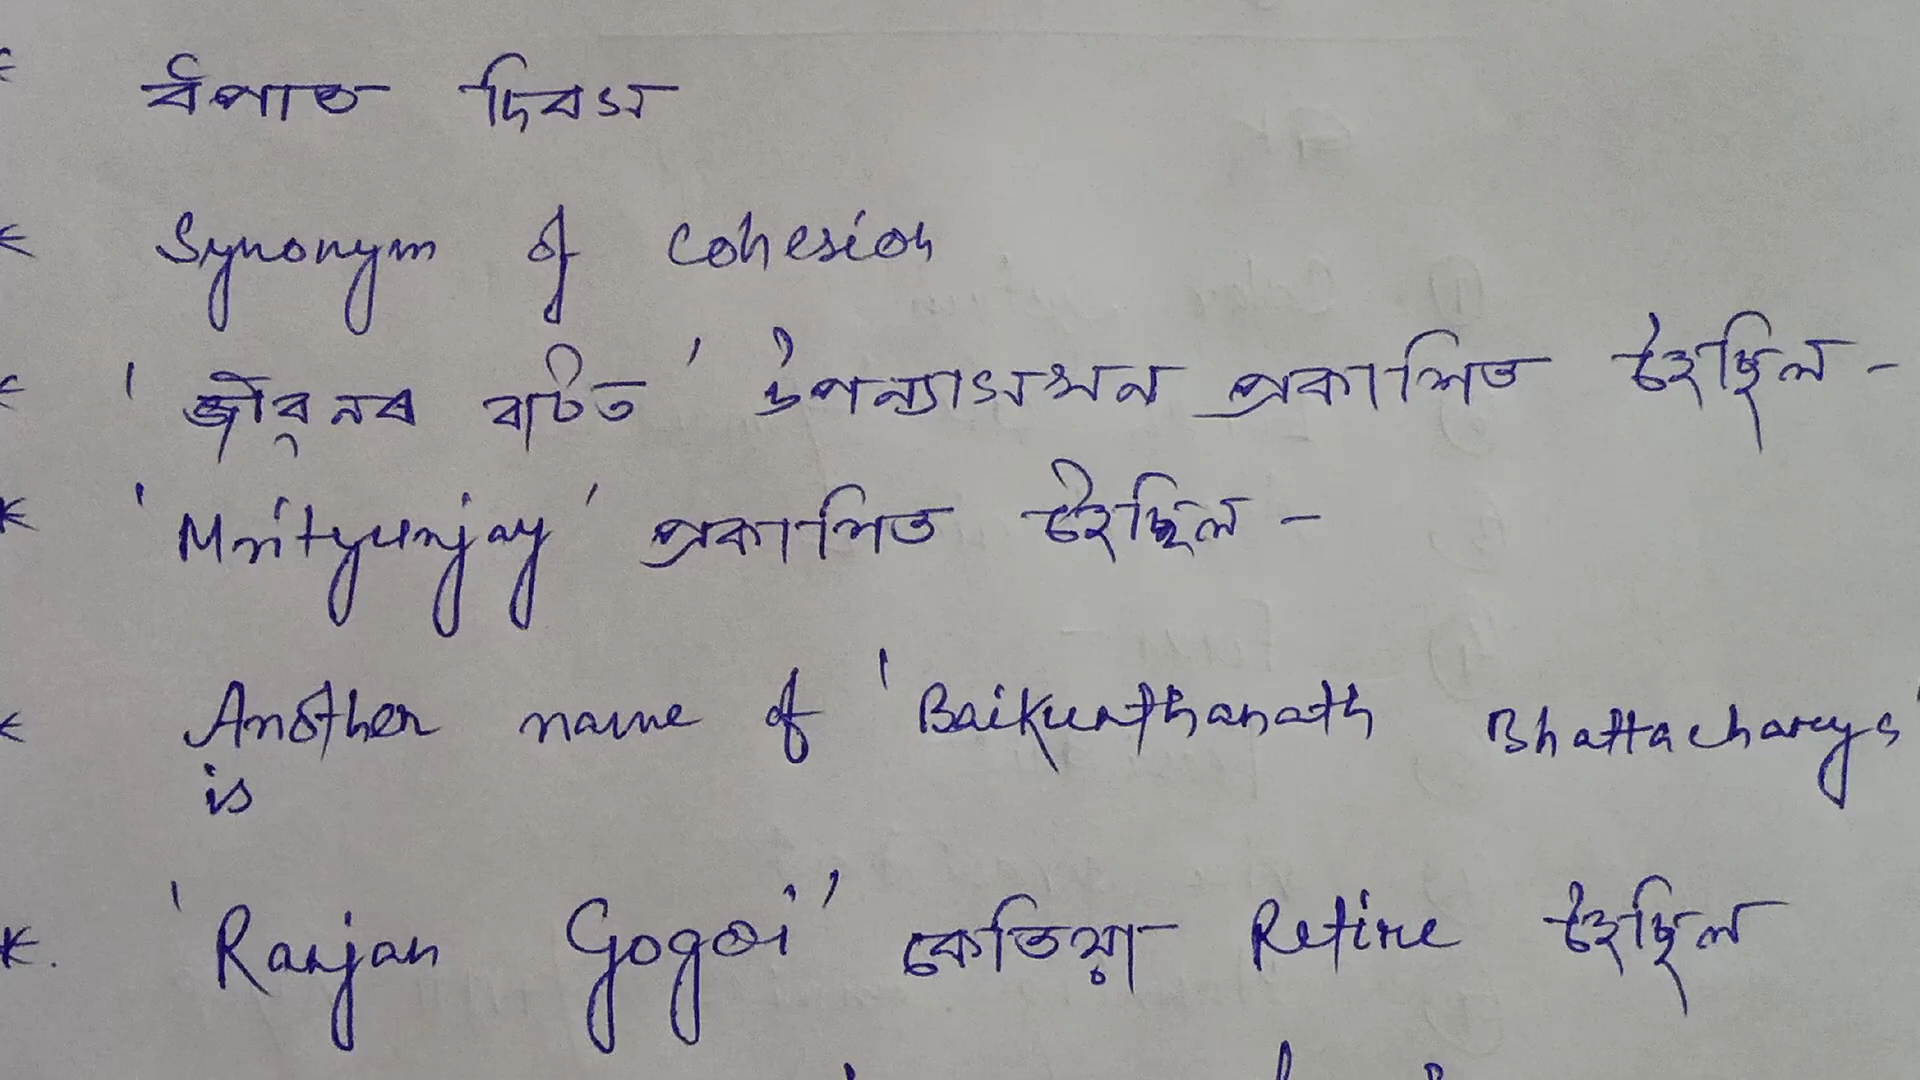 * ৰ্পাত দিবস
* Synonym of Cohesion
* 'জীৱনৰ বাটত' উপন্যাসখন প্ৰকাশিত হৈছিল-
* 'Mrityunjay' প্ৰকাশিত হৈছিল-
* Another name of 'Baikunthanath Bhattacharya'
is
* . 'Ranjan Gogoi' কেতিয়া Retire হৈছিল